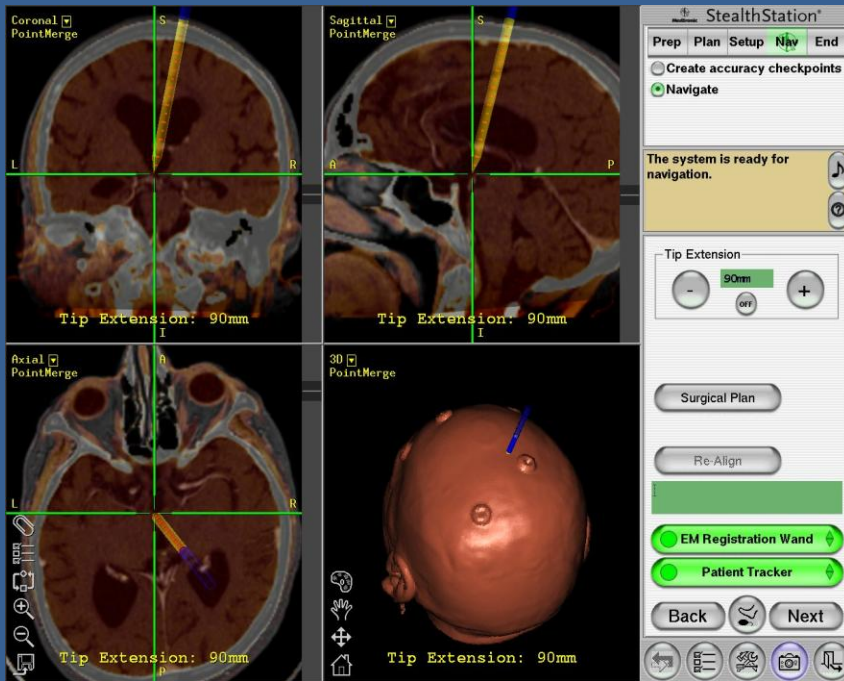 Coronal
PointMerge
S
L
R
Tip Extension: 90mm
I
Sagittal
PointMerge
S
A
P
Tip Extension: 90mm
I
Axial
PointMerge
A
L
R
Tip Extension: 90mm
P
3D
PointMerge
Tip Extension: 90mm
Medtronic
StealthStation®
Prep Plan Setup Nav End
Create accuracy checkpoints
Navigate
The system is ready for
navigation.
Tip Extension
- 90mm +
OFF
Surgical Plan
Re-Align
EM Registration Wand
Patient Tracker
Back Next